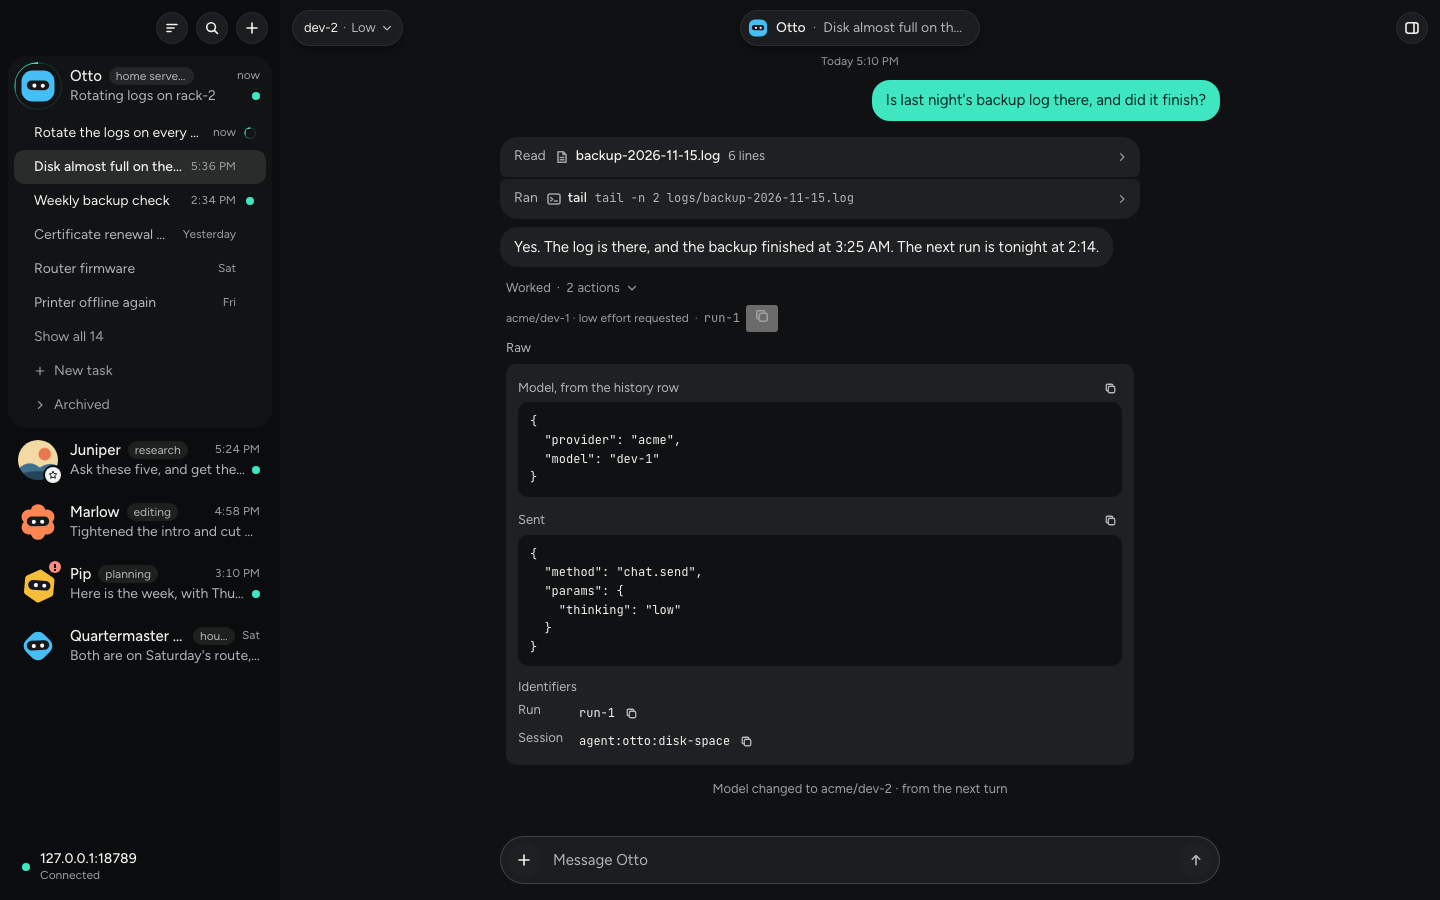 Otto home serve... now
Rotating logs on rack-2
Rotate the logs on every ... now
Disk almost full on the... 5:36 PM
Weekly backup check 2:34 PM
Certificate renewal ... Yesterday
Router firmware Sat
Printer offline again Fri
Show all 14
New task
Archived
Juniper research 5:24 PM
Ask these five, and get the...
Marlow editing 4:58 PM
Tightened the intro and cut ...
Pip planning 3:10 PM
Here is the week, with Thu...
Quartermaster ... hou... Sat
Both are on Saturday's route,...
127.0.0.1:18789
Connected
dev-2 · Low
Otto · Disk almost full on th...
Today 5:10 PM
Is last night's backup log there, and did it finish?
Read backup-2026-11-15.log 6 lines
Ran tail tail -n 2 logs/backup-2026-11-15.log
Yes. The log is there, and the backup finished at 3:25 AM. The next run is tonight at 2:14.
Worked · 2 actions
acme/dev-1 · low effort requested · run-1
Raw
Model, from the history row
{
"provider": "acme",
"model": "dev-1"
}
Sent
{
"method": "chat.send",
"params": {
"thinking": "low"
}
}
Identifiers
Run run-1
Session agent:otto:disk-space
Model changed to acme/dev-2 · from the next turn
Message Otto